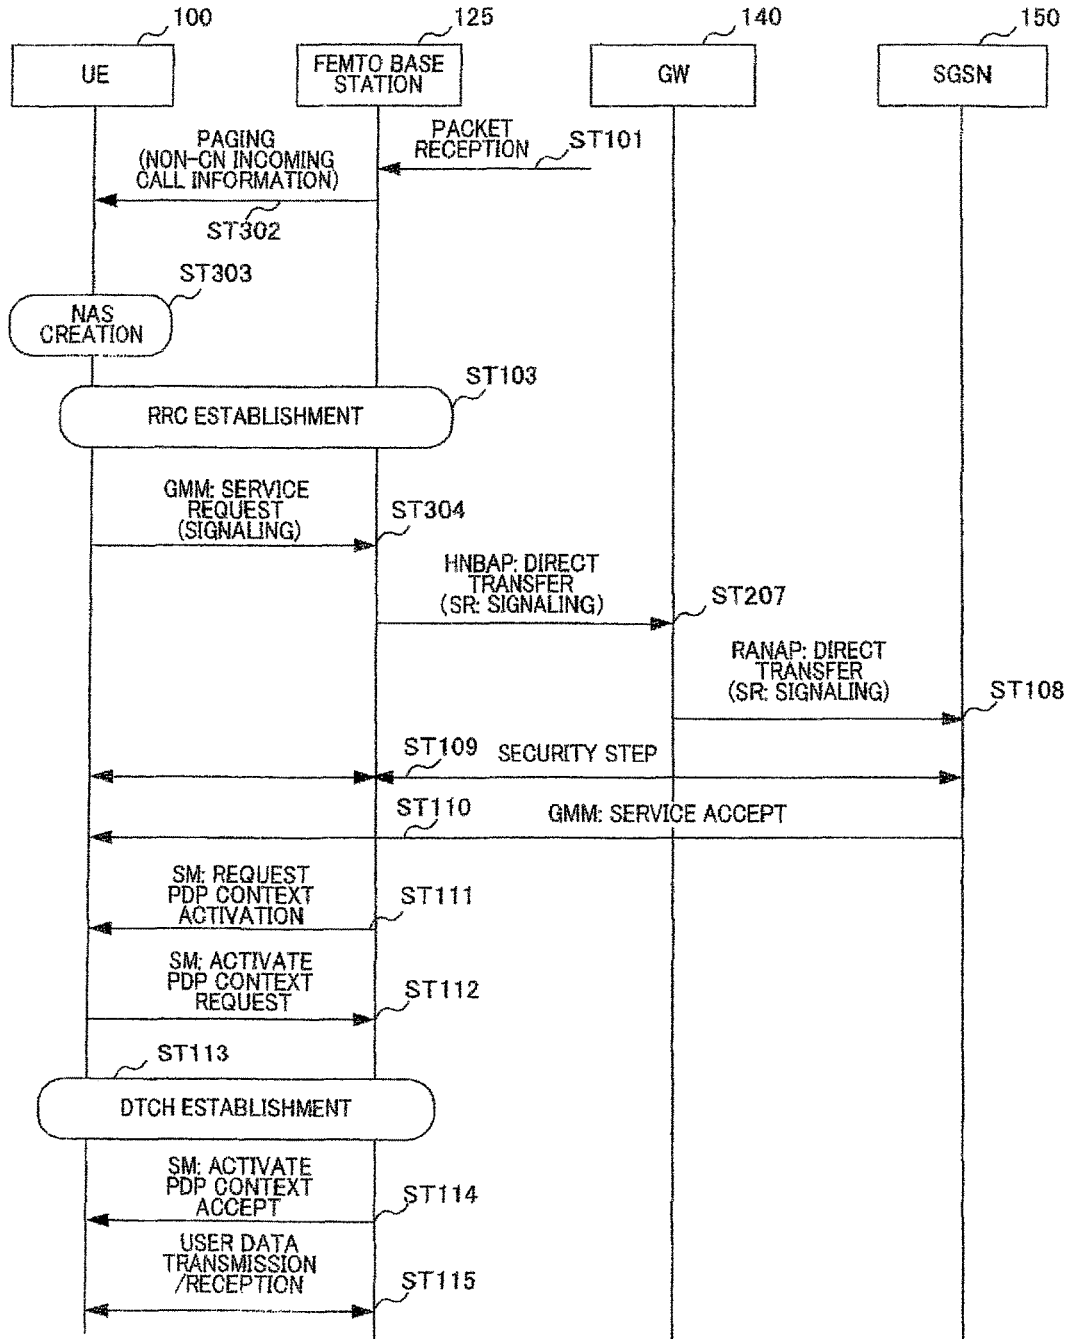 100
125
140
150
UE
FEMTO BASE
STATION
GW
SGSN
PACKET
RECEPTION
ST101
PAGING
(NON-CN INCOMING
CALL INFORMATION)
ST302
ST303
NAS
CREATION
ST103
RRC ESTABLISHMENT
GMM: SERVICE
REQUEST
(SIGNALING)
ST304
HNBAP: DIRECT
TRANSFER
(SR: SIGNALING)
ST207
RANAP: DIRECT
TRANSFER
(SR: SIGNALING)
ST108
ST109
SECURITY STEP
ST110
GMM: SERVICE ACCEPT
SM: REQUEST
PDP CONTEXT
ACTIVATION
ST111
SM: ACTIVATE
PDP CONTEXT
REQUEST
ST112
ST113
DTCH ESTABLISHMENT
SM: ACTIVATE
PDP CONTEXT
ACCEPT
ST114
USER DATA
TRANSMISSION
/RECEPTION
ST115